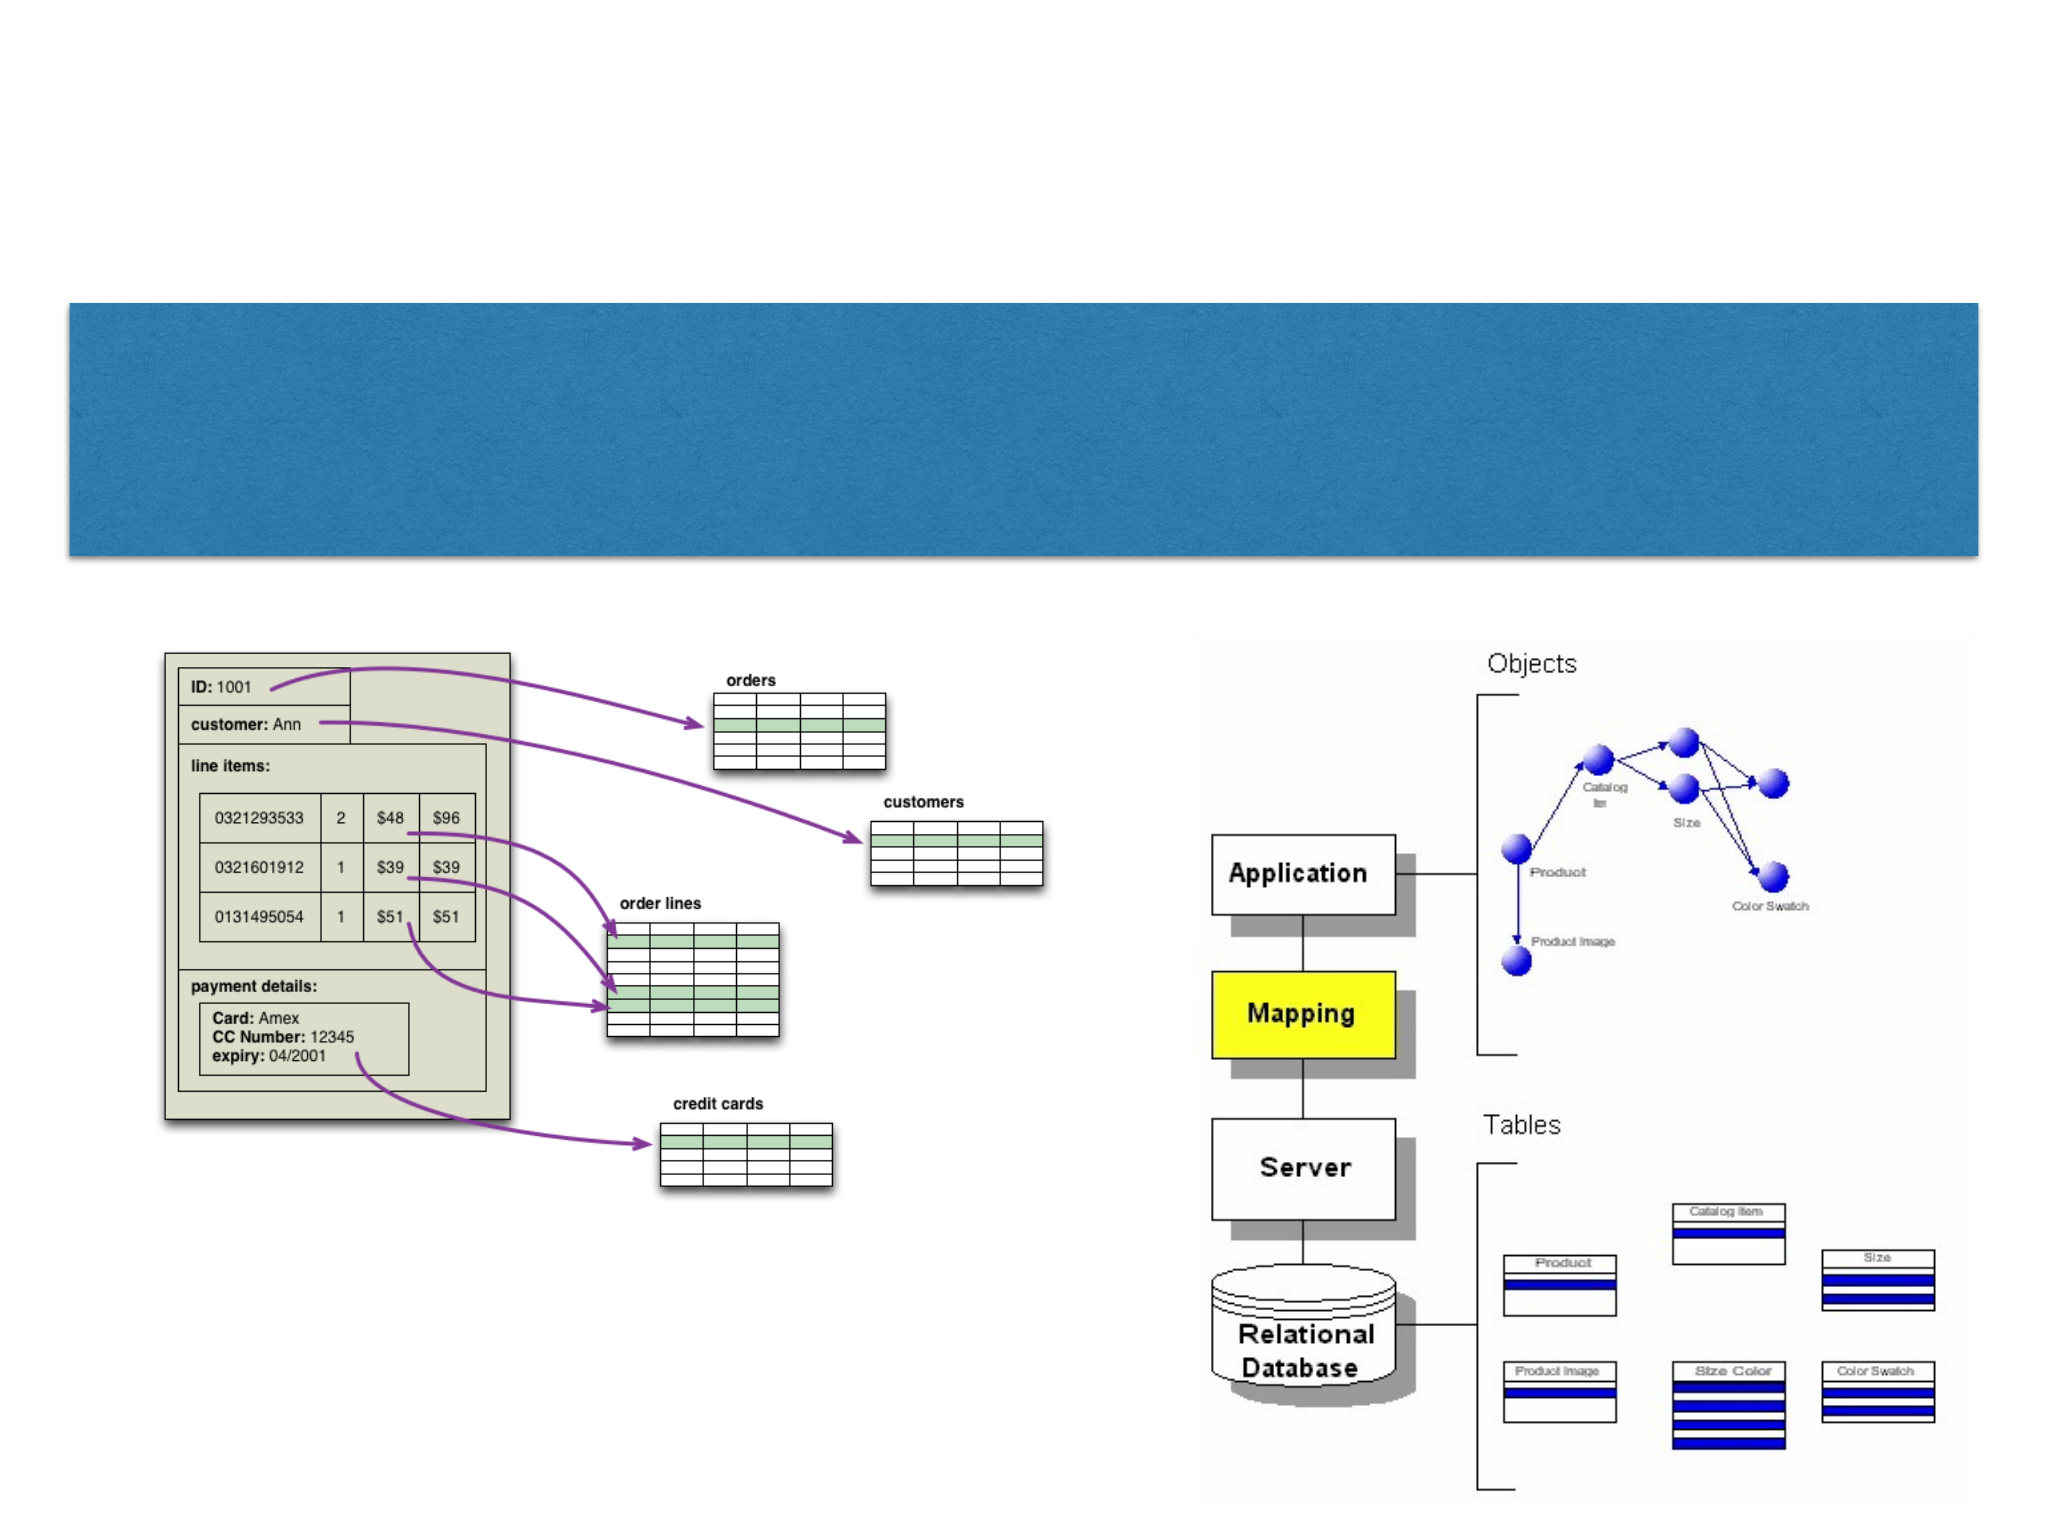 ID: 1001
customer: Ann
line items:
0321293533 2 $48 $96
0321601912 1 $39 $39
0131495054 1 $51 $51
payment details:
Card: Amex
CC Number: 12345
expiry: 04/2001
orders
customers
order lines
credit cards
Objects
Catalog
Size
Product
Color Swatch
Product Image
Application
Mapping
Server
Relational
Database
Tables
Catalog Item
Product
Size
Product Image
Size Color
Color Swatch